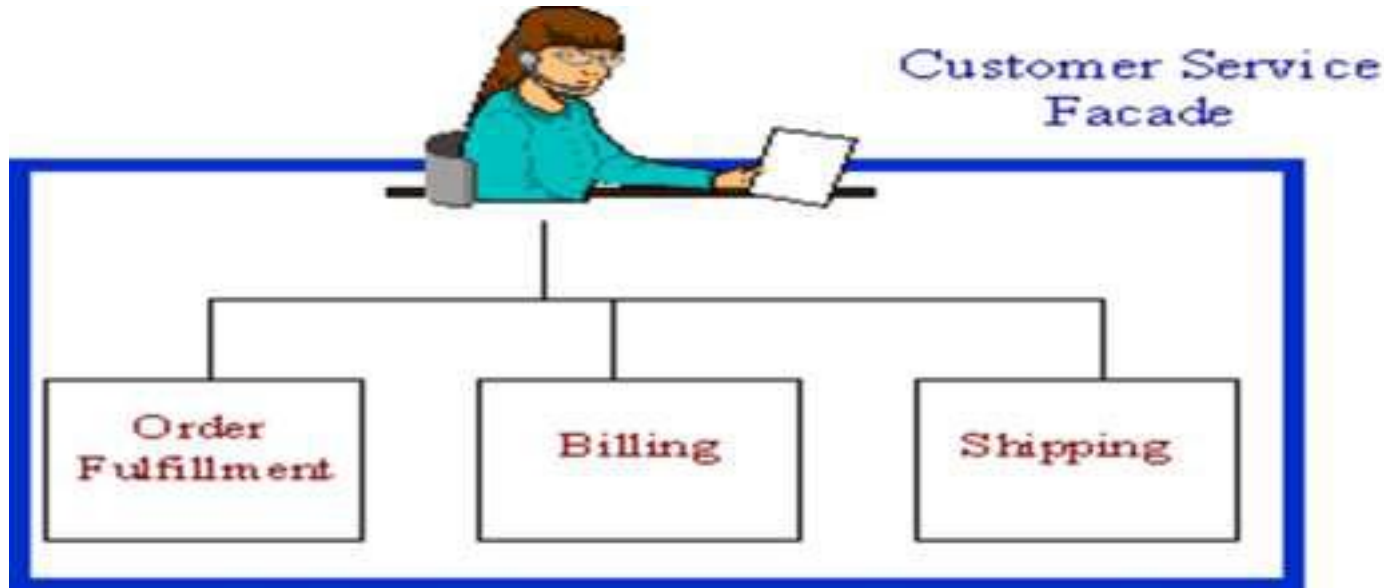 Customer Service
Facade
Order
Fulfillment
Billing
Shipping